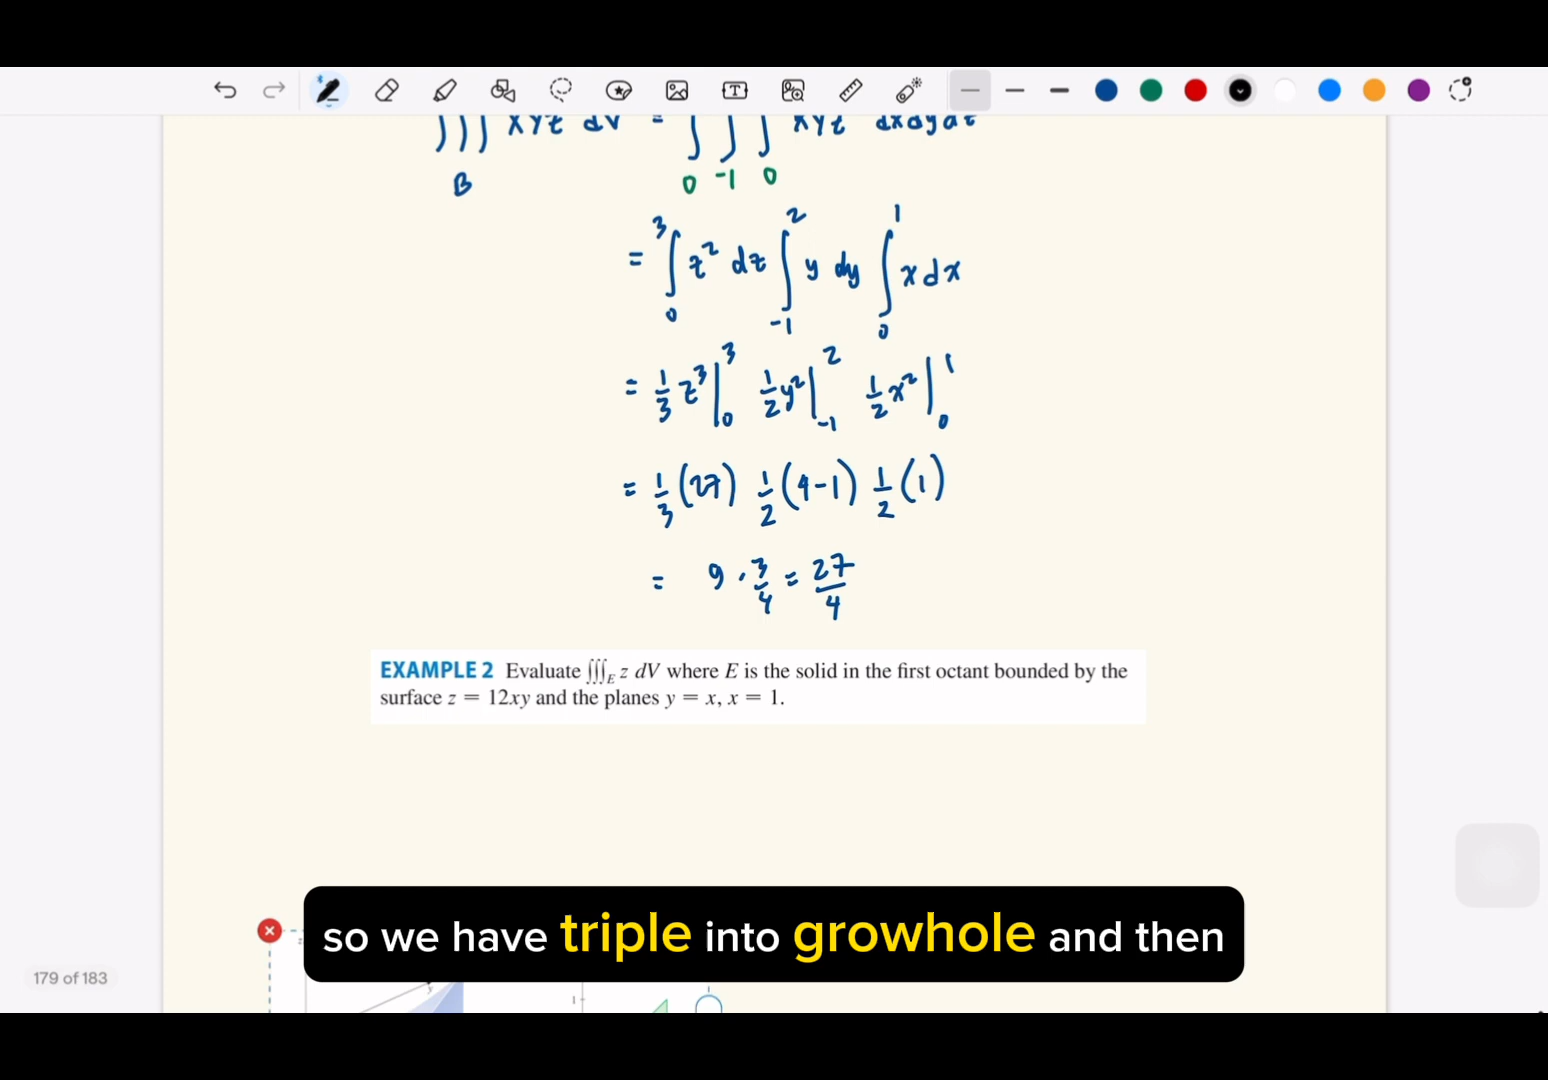 ∭ xyz dV = ∫ ∫ ∫ xyz dxdydz
B 0 -1 0
= ∫₀³ z² dz ∫₋₁² y dy ∫₀¹ x dx
= 1/3 z³ |₀³ 1/2 y² |₋₁² 1/2 x² |₀¹
= 1/3 (27) 1/2 (4-1) 1/2 (1)
= 9 · 3/4 = 27/4
EXAMPLE 2 Evaluate ∭_E z dV where E is the solid in the first octant bounded by the
surface z = 12xy and the planes y = x, x = 1.
so we have triple into growhole and then
179 of 183
1